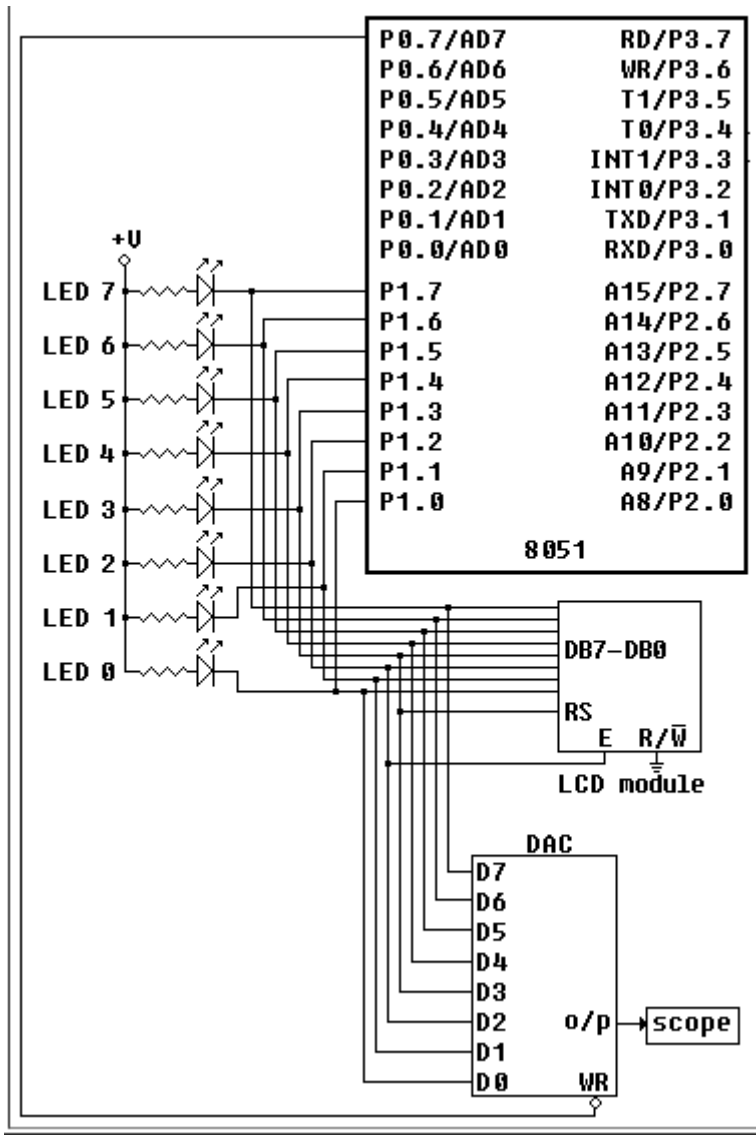 P0.7/AD7 RD/P3.7
P0.6/AD6 WR/P3.6
P0.5/AD5 T1/P3.5
P0.4/AD4 T0/P3.4
P0.3/AD3 INT1/P3.3
P0.2/AD2 INT0/P3.2
P0.1/AD1 TXD/P3.1
+V
P0.0/AD0 RXD/P3.0
LED 7 P1.7 A15/P2.7
P1.6 A14/P2.6
LED 6
P1.5 A13/P2.5
P1.4 A12/P2.4
LED 5
P1.3 A11/P2.3
P1.2 A10/P2.2
LED 4
P1.1 A9/P2.1
P1.0 A8/P2.0
LED 3
8051
LED 2
LED 1
DB7-DB0
LED 0
RS
E R/W̅
LCD module
DAC
D7
D6
D5
D4
D3
D2 o/p scope
D1
D0 WR